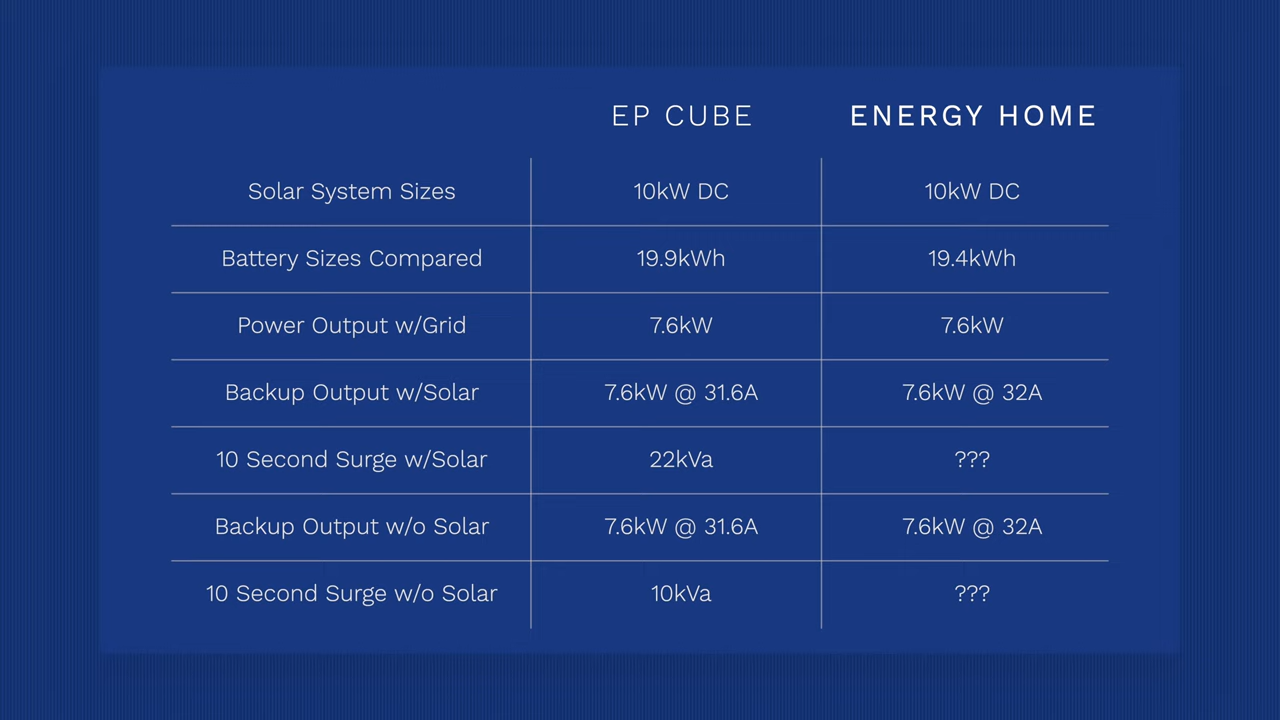 EP CUBE ENERGY HOME
Solar System Sizes 10kW DC 10kW DC
Battery Sizes Compared 19.9kWh 19.4kWh
Power Output w/Grid 7.6kW 7.6kW
Backup Output w/Solar 7.6kW @ 31.6A 7.6kW @ 32A
10 Second Surge w/Solar 22kVa ???
Backup Output w/o Solar 7.6kW @ 31.6A 7.6kW @ 32A
10 Second Surge w/o Solar 10kVa ???